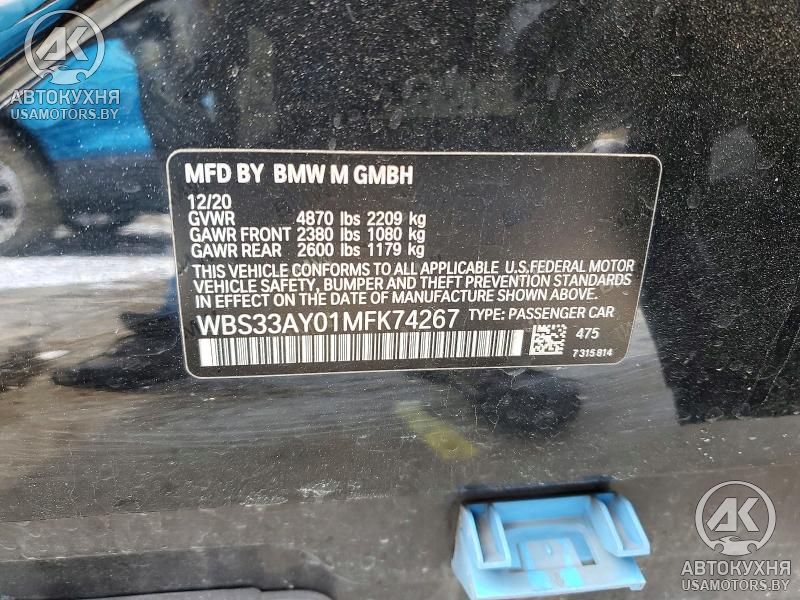 АВТОКУХНЯ
USAMOTORS.BY
MFD BY BMW M GMBH
12/20
GVWR 4870 lbs 2209 kg
GAWR FRONT 2380 lbs 1080 kg
GAWR REAR 2600 lbs 1179 kg
THIS VEHICLE CONFORMS TO ALL APPLICABLE U.S.FEDERAL MOTOR
VEHICLE SAFETY, BUMPER AND THEFT PREVENTION STANDARDS
IN EFFECT ON THE DATE OF MANUFACTURE SHOWN ABOVE.
WBS33AY01MFK74267 TYPE: PASSENGER CAR
475
7315814
АВТОКУХНЯ
USAMOTORS.BY